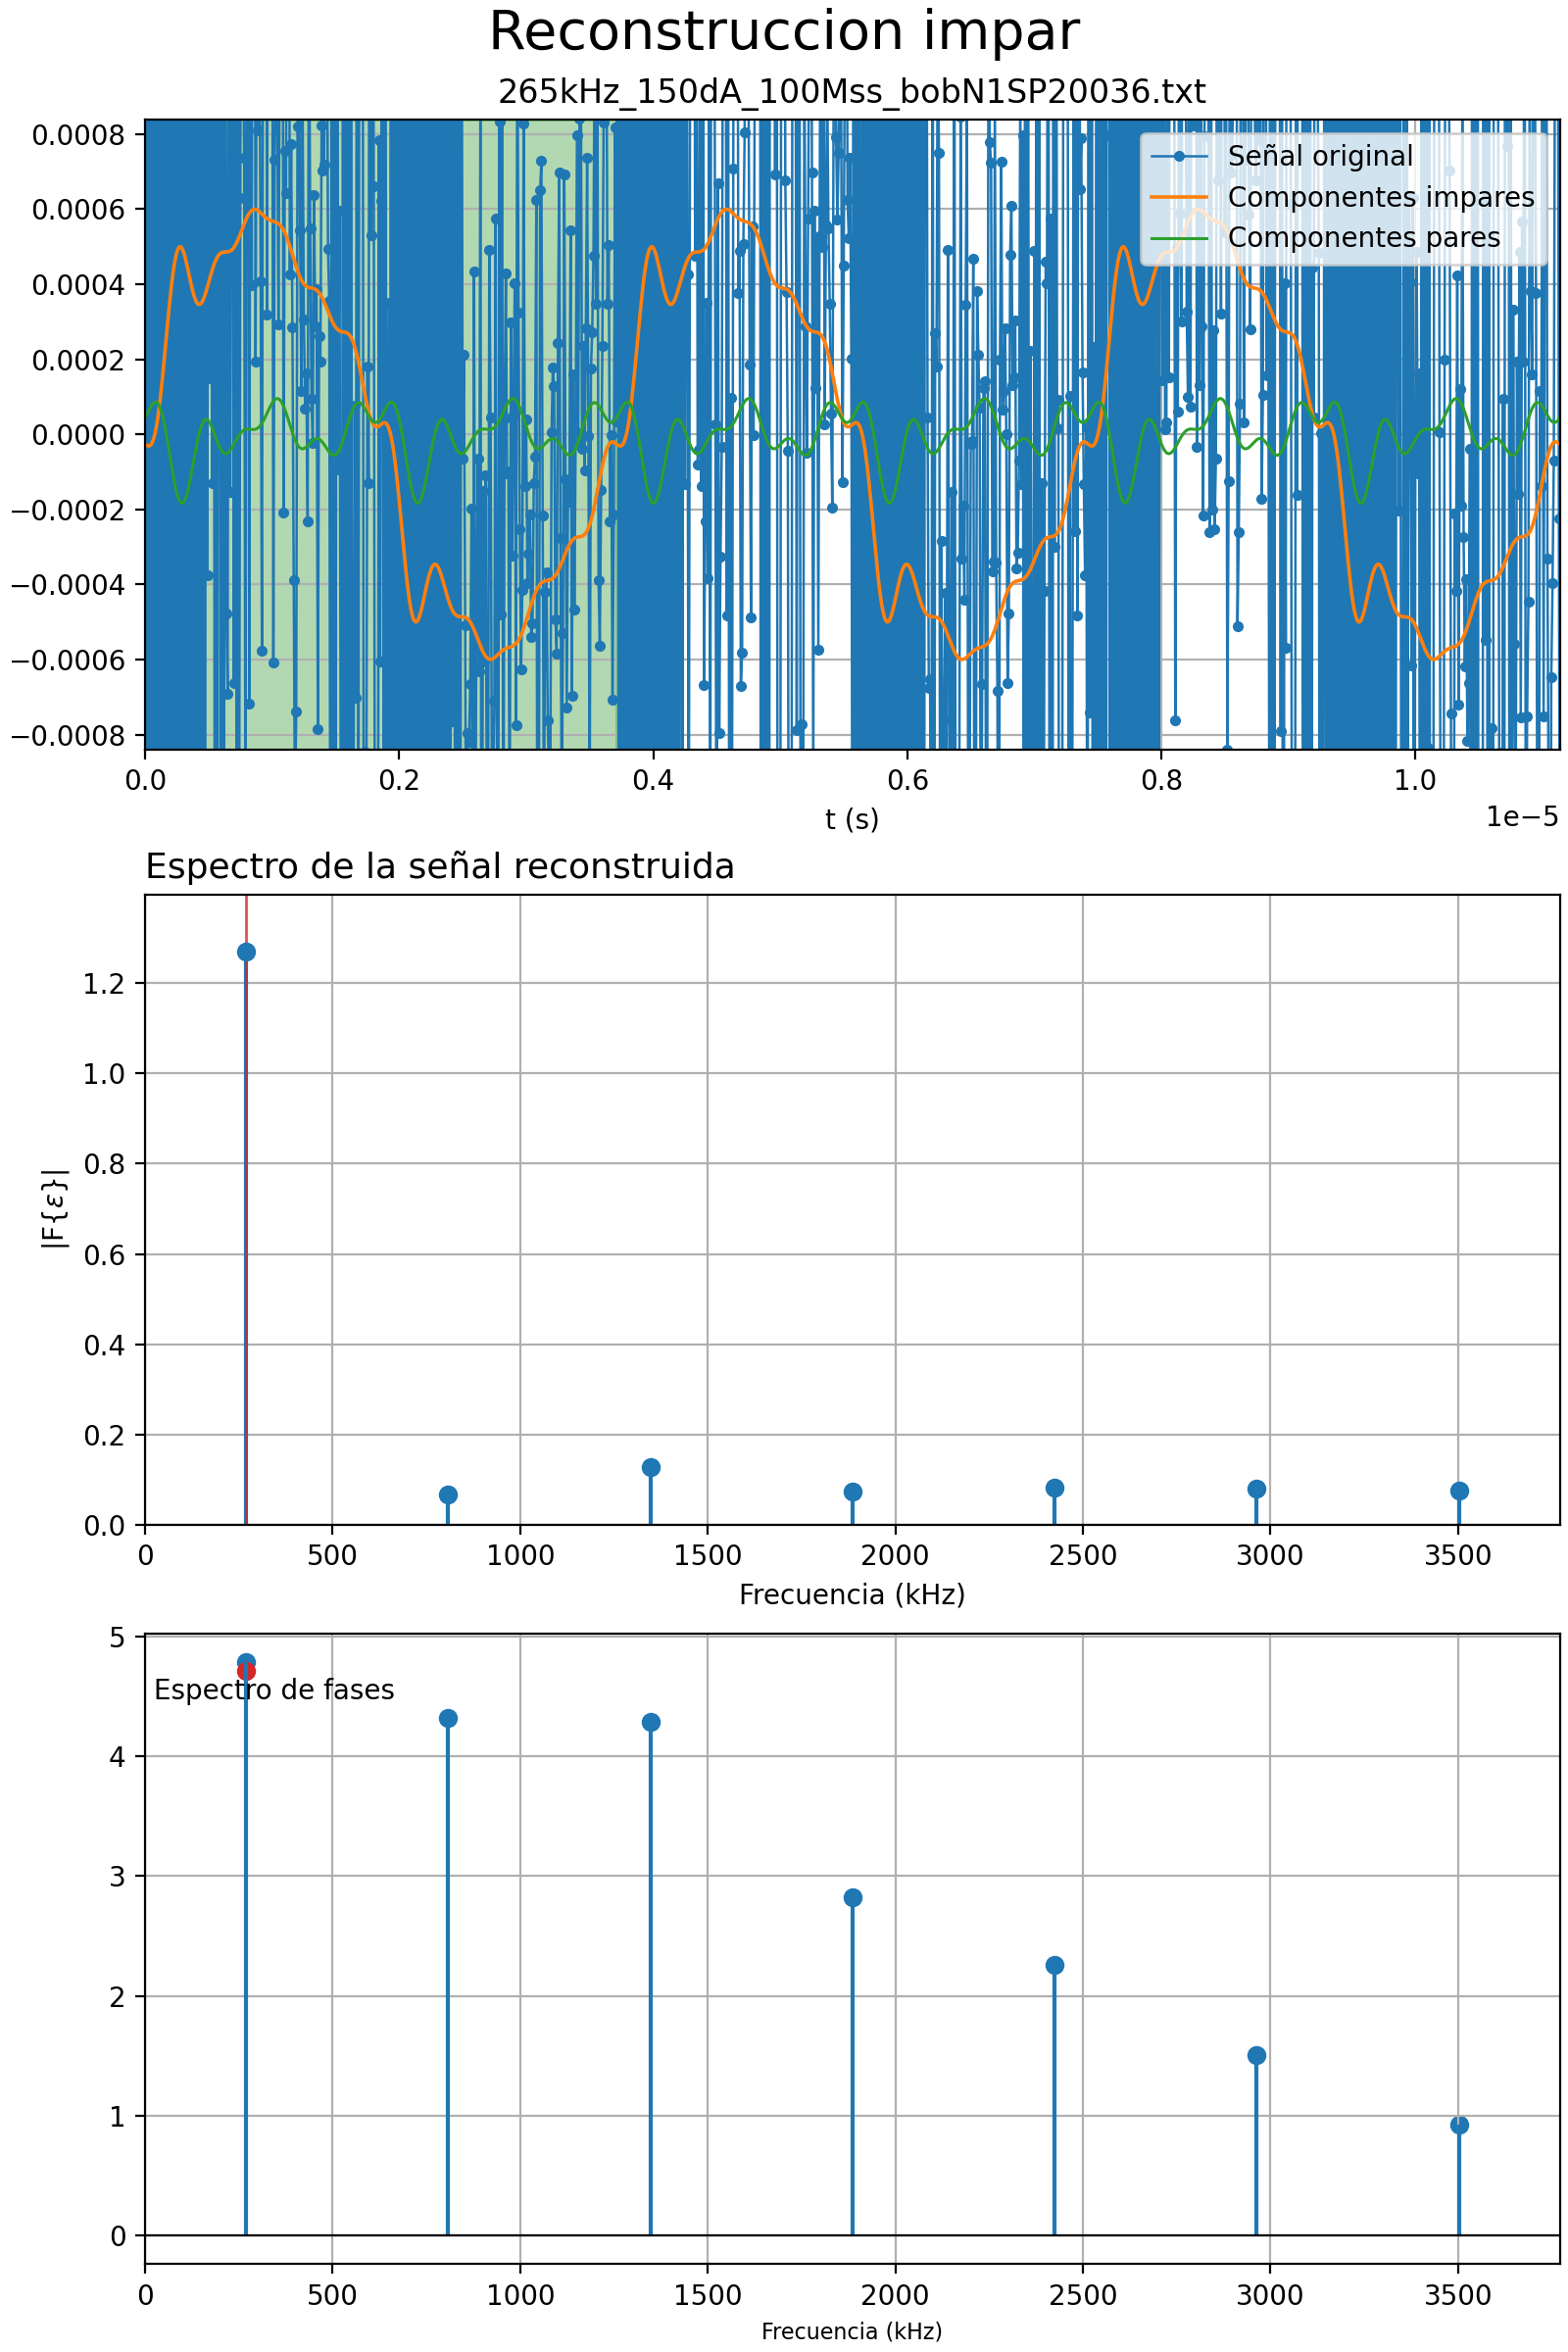 Reconstruccion impar
265kHz_150dA_100Mss_bobN1SP20036.txt
0.0008
0.0006
0.0004
0.0002
0.0000
−0.0002
−0.0004
−0.0006
−0.0008
Señal original
Componentes impares
Componentes pares
0.0 0.2 0.4 0.6 0.8 1.0
t (s)
1e−5
Espectro de la señal reconstruida
1.2
1.0
0.8
0.6
0.4
0.2
0.0
|F{ε}|
0 500 1000 1500 2000 2500 3000 3500
Frecuencia (kHz)
5
4
3
2
1
0
Espectro de fases
0 500 1000 1500 2000 2500 3000 3500
Frecuencia (kHz)